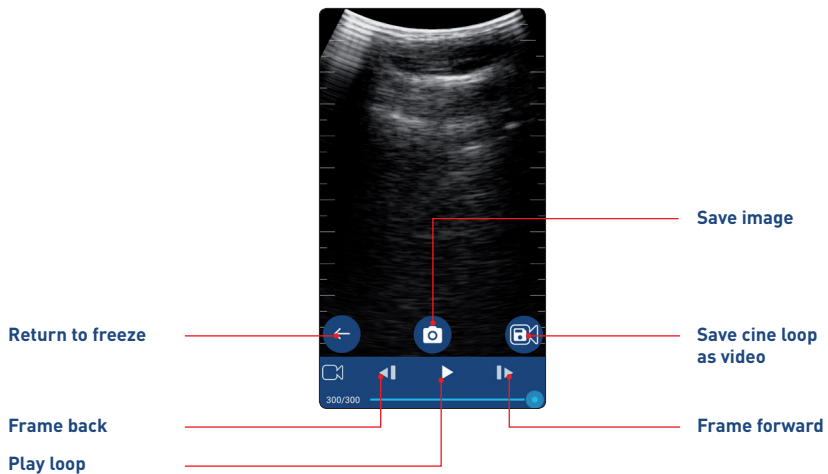 Save image
Return to freeze
Save cine loop
as video
300/300
Frame back
Frame forward
Play loop